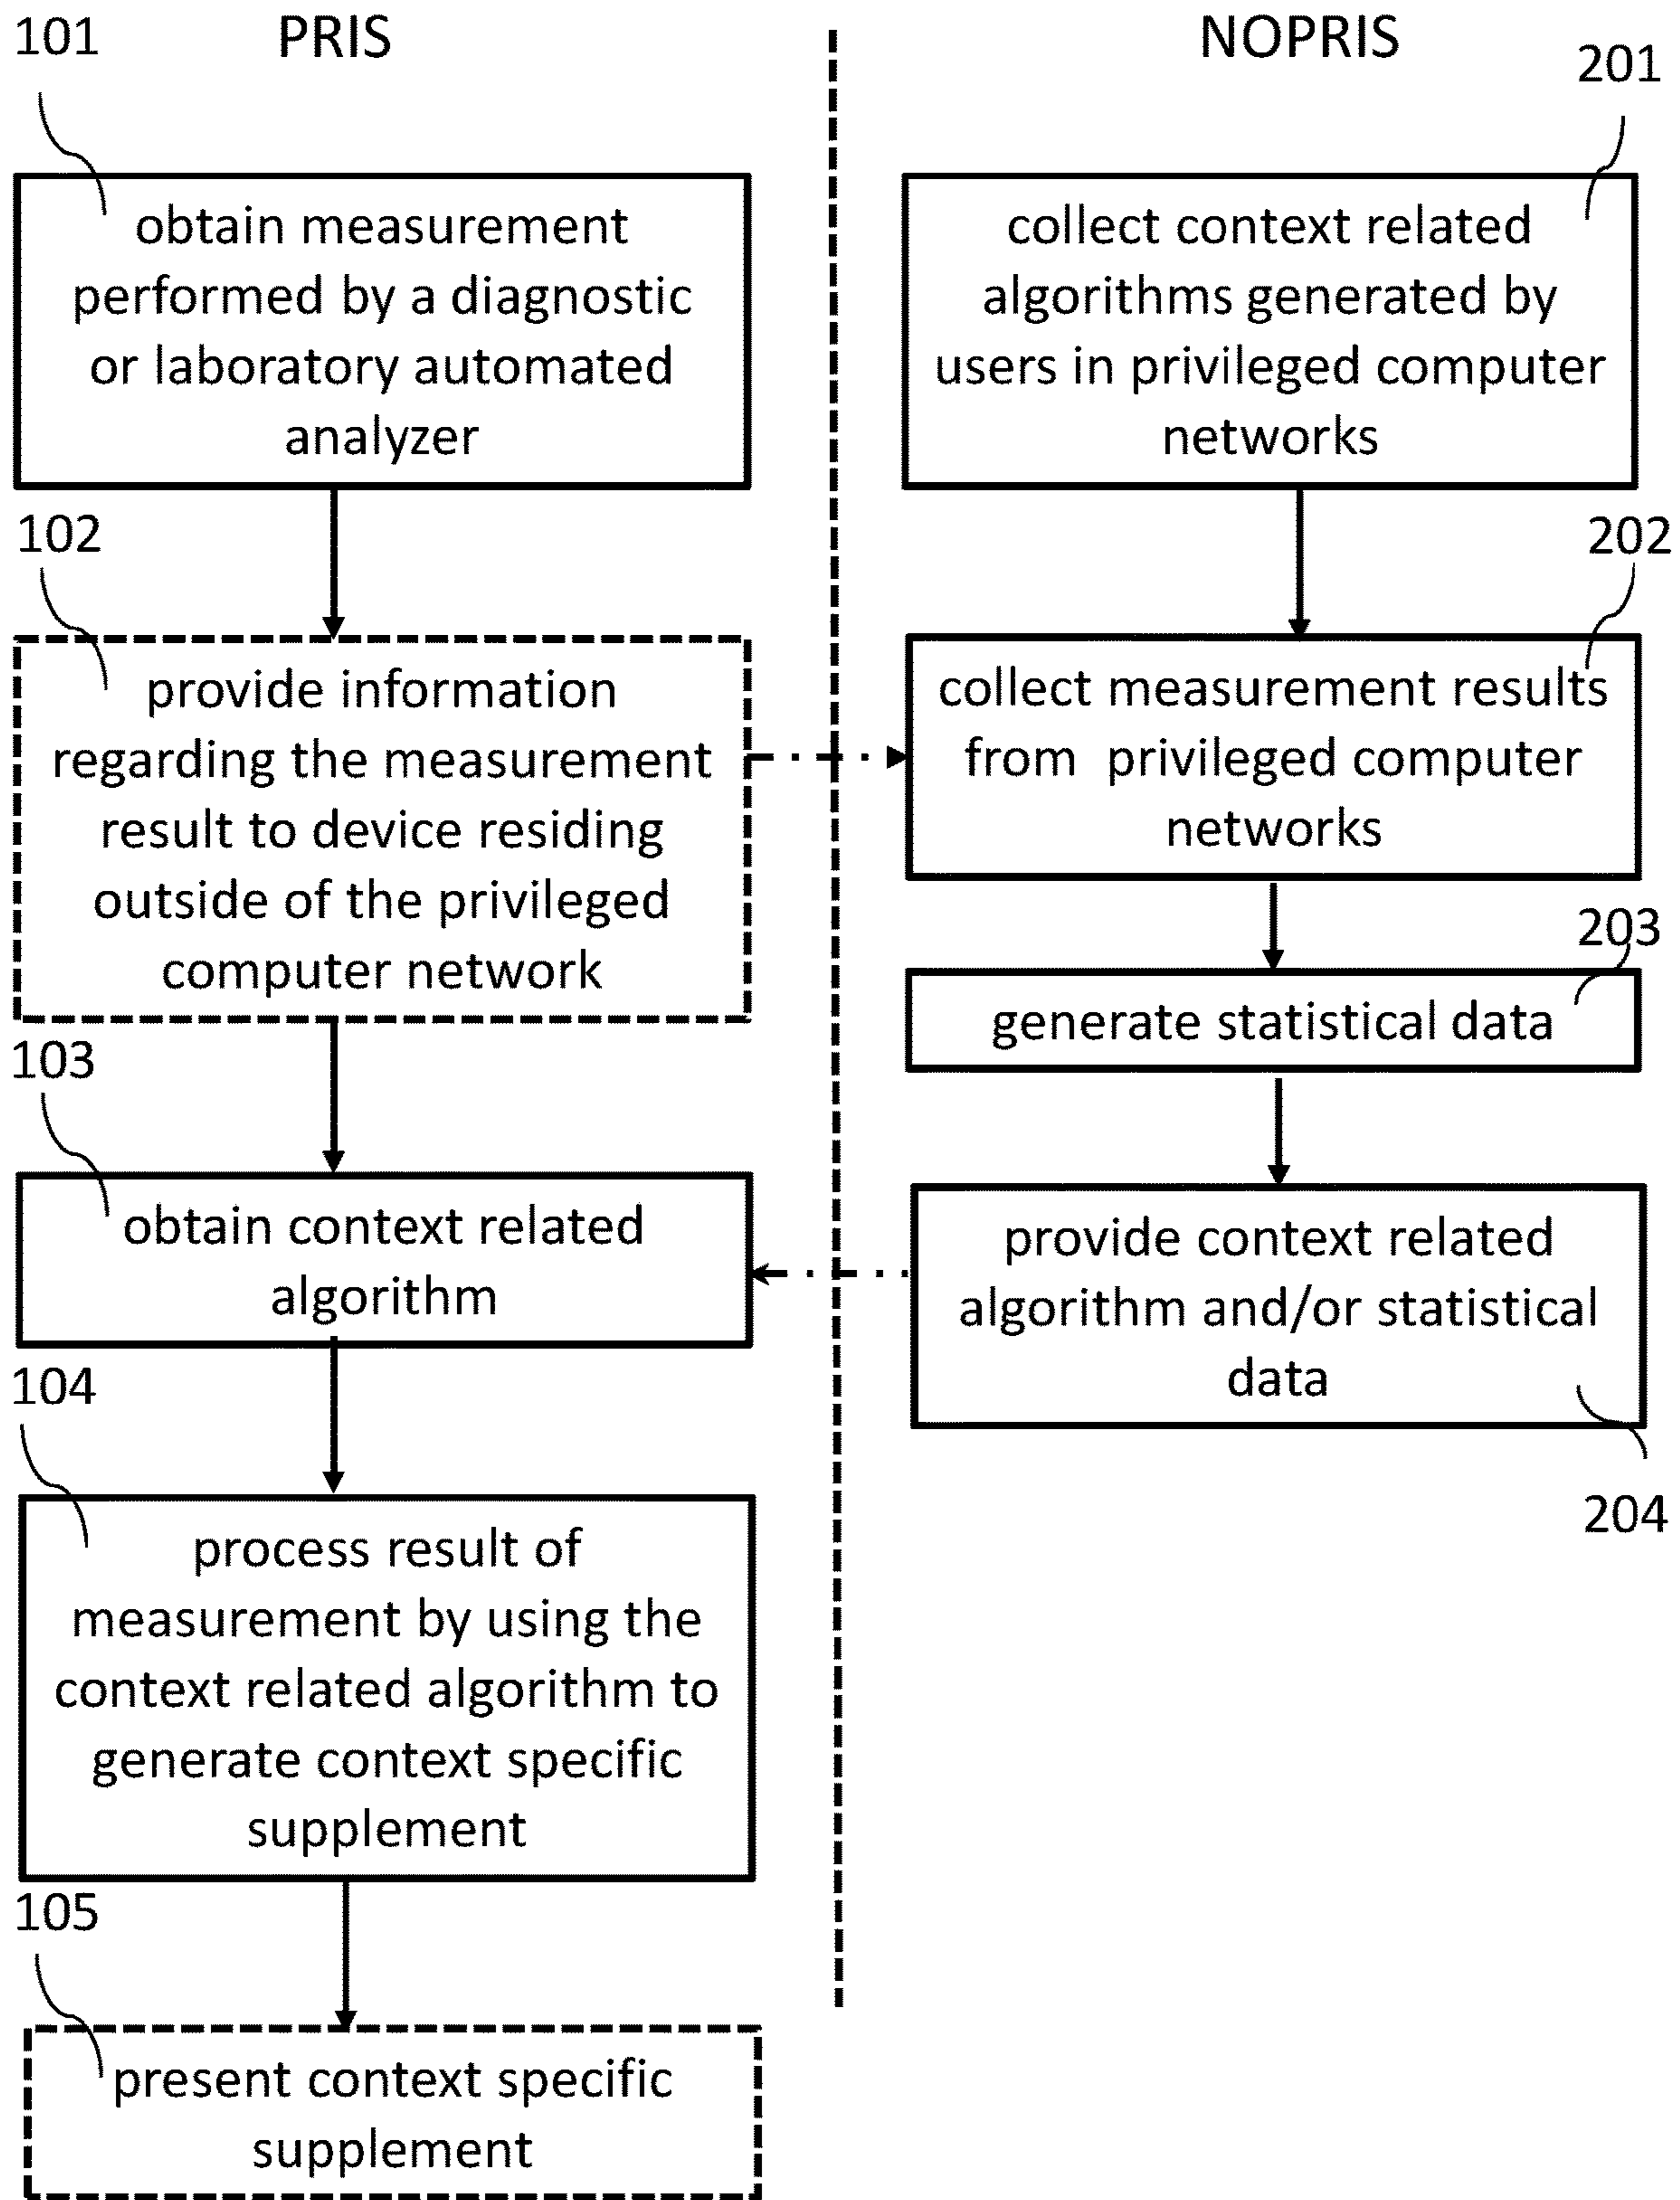 PRIS
101
obtain measurement
performed by a diagnostic
or laboratory automated
analyzer
102
provide information
regarding the measurement
result to device residing
outside of the privileged
computer network
103
obtain context related
algorithm
104
process result of
measurement by using the
context related algorithm to
generate context specific
supplement
105
present context specific
supplement
NOPRIS
201
collect context related
algorithms generated by
users in privileged computer
networks
202
collect measurement results
from privileged computer
networks
203
generate statistical data
provide context related
algorithm and/or statistical
data
204